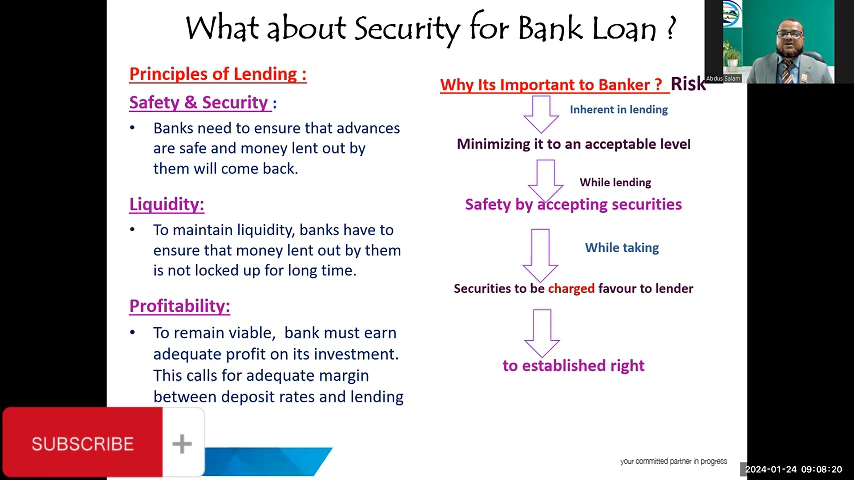 What about Security for Bank Loan ?
Abdus Salam
Principles of Lending :
Safety & Security :
• Banks need to ensure that advances
are safe and money lent out by
them will come back.
Liquidity:
• To maintain liquidity, banks have to
ensure that money lent out by them
is not locked up for long time.
Profitability:
• To remain viable, bank must earn
adequate profit on its investment.
This calls for adequate margin
between deposit rates and lending
Why Its Important to Banker ? Risk
Inherent in lending
Minimizing it to an acceptable level
While lending
Safety by accepting securities
While taking
Securities to be charged favour to lender
to established right
SUBSCRIBE +
your committed partner in progress
2024-01-24 09:08:20